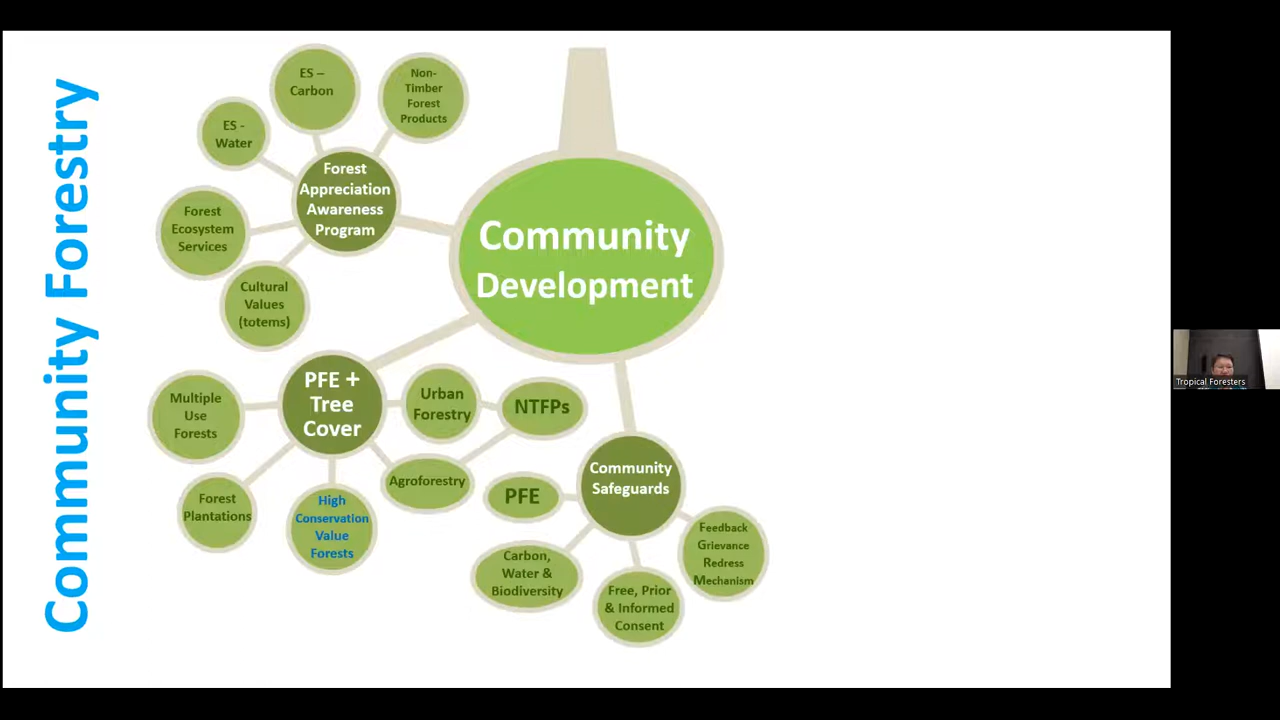 Community Forestry
ES –
Carbon
Non-
Timber
Forest
Products
ES -
Water
Forest
Appreciation
Awareness
Program
Forest
Ecosystem
Services
Cultural
Values
(totems)
Community
Development
PFE +
Tree
Cover
Multiple
Use
Forests
Urban
Forestry
NTFPs
Agroforestry
Forest
Plantations
High
Conservation
Value
Forests
Community
Safeguards
PFE
Carbon,
Water &
Biodiversity
Free, Prior
& Informed
Consent
Feedback
Grievance
Redress
Mechanism
Tropical Foresters